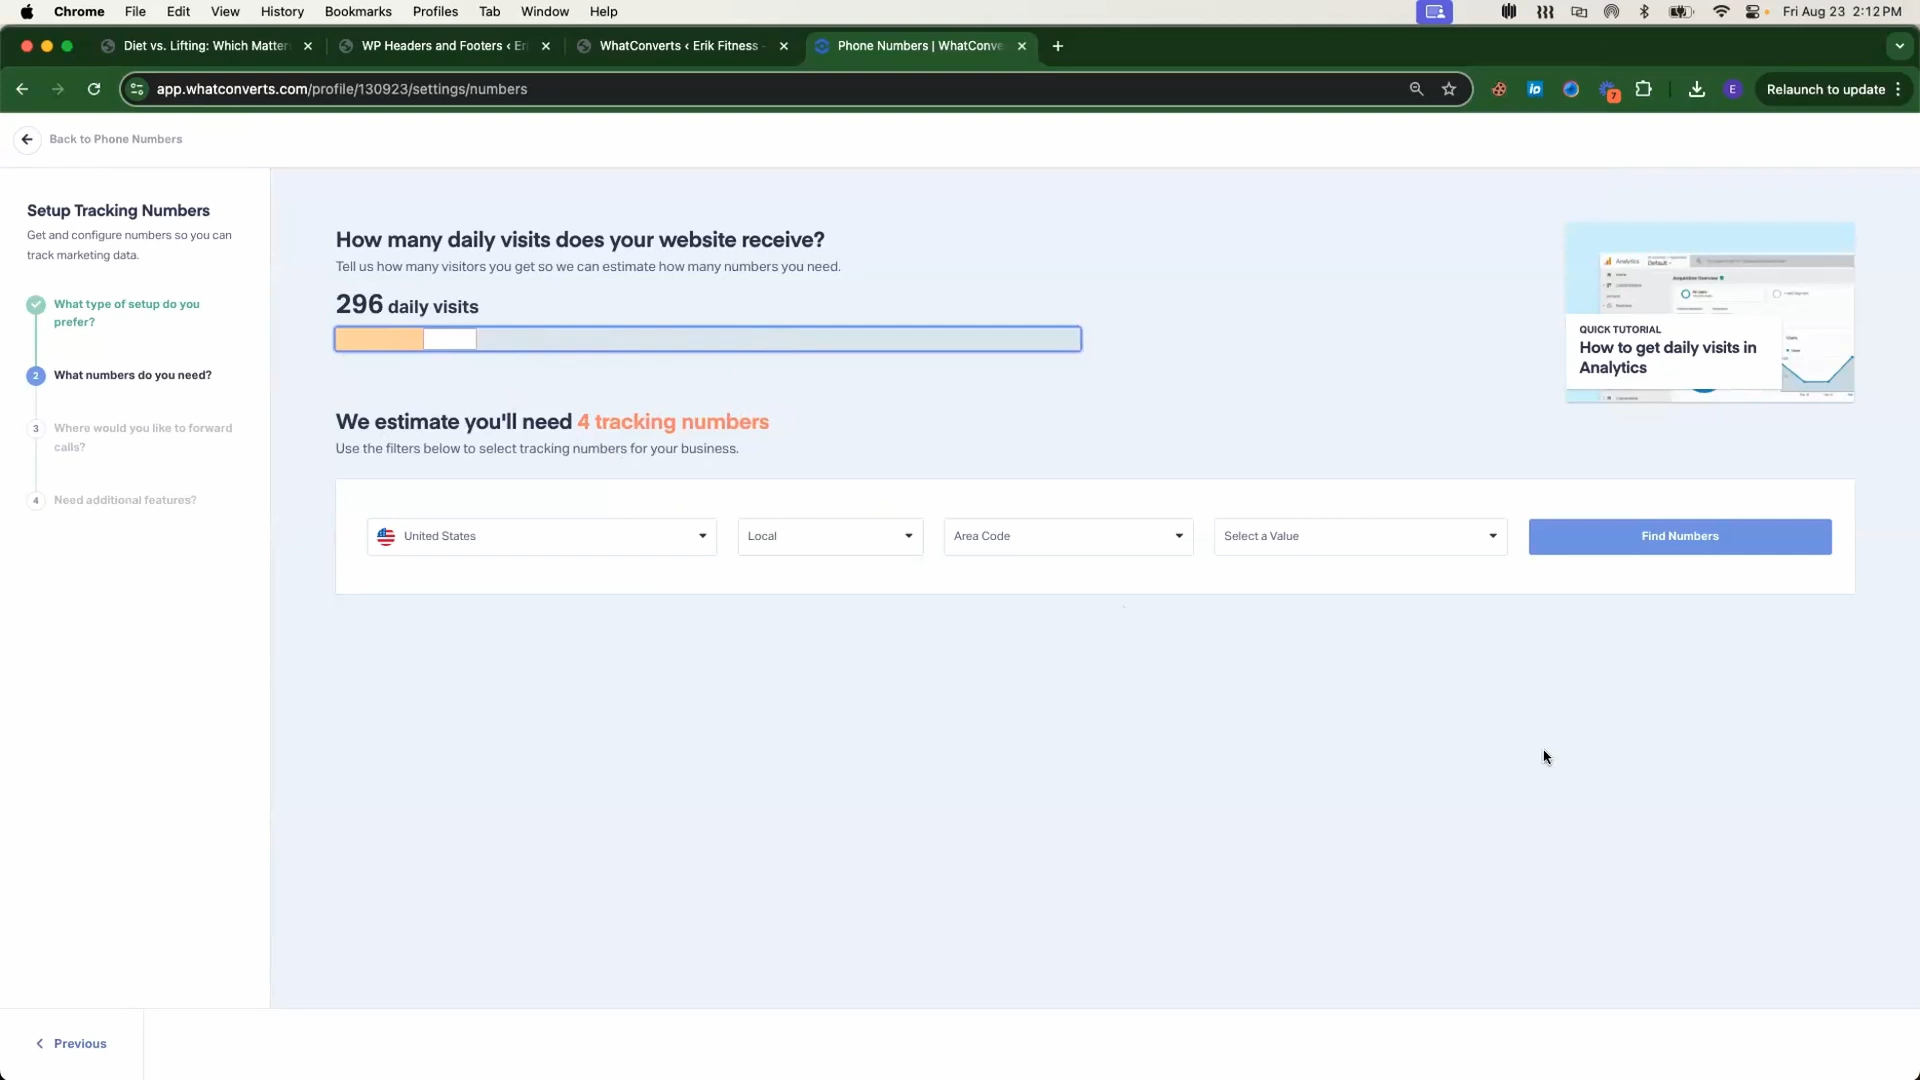 Chrome File Edit View History Bookmarks Profiles Tab Window Help Fri Aug 23 2:12 PM
Diet vs. Lifting: Which Matter WP Headers and Footers ‹ Eri WhatConverts ‹ Erik Fitness - Phone Numbers | WhatConve
app.whatconverts.com/profile/130923/settings/numbers 7 E Relaunch to update
Back to Phone Numbers
Setup Tracking Numbers
Get and configure numbers so you can
track marketing data.
What type of setup do you
prefer?
2 What numbers do you need?
3 Where would you like to forward
calls?
4 Need additional features?
How many daily visits does your website receive?
Tell us how many visitors you get so we can estimate how many numbers you need.
296 daily visits
Analytics
QUICK TUTORIAL
How to get daily visits in
Analytics
We estimate you'll need 4 tracking numbers
Use the filters below to select tracking numbers for your business.
United States Local Area Code Select a Value Find Numbers
Previous